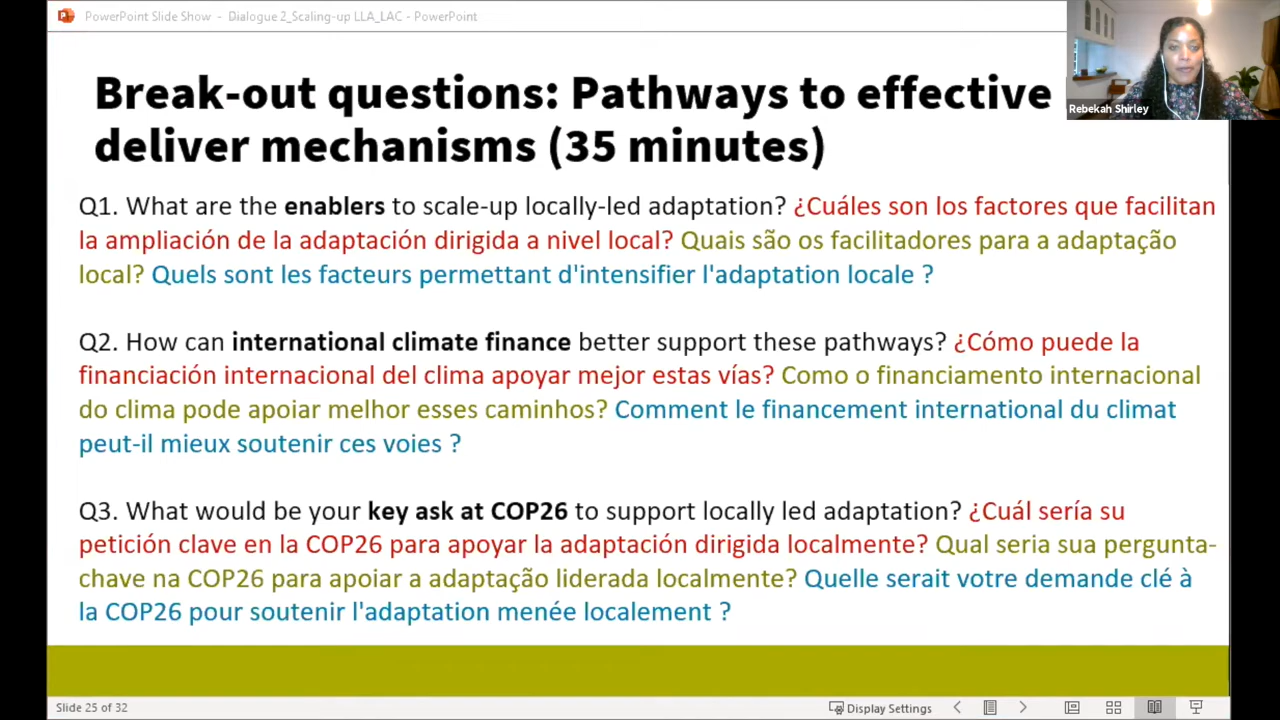 PowerPoint Slide Show - Dialogue 2_Scaling-up LLA_LAC - PowerPoint
Rebekah Shirley
Break-out questions: Pathways to effective
deliver mechanisms (35 minutes)
Q1. What are the enablers to scale-up locally-led adaptation? ¿Cuáles son los factores que facilitan
la ampliación de la adaptación dirigida a nivel local? Quais são os facilitadores para a adaptação
local? Quels sont les facteurs permettant d'intensifier l'adaptation locale ?
Q2. How can international climate finance better support these pathways? ¿Cómo puede la
financiación internacional del clima apoyar mejor estas vías? Como o financiamento internacional
do clima pode apoiar melhor esses caminhos? Comment le financement international du climat
peut-il mieux soutenir ces voies ?
Q3. What would be your key ask at COP26 to support locally led adaptation? ¿Cuál sería su
petición clave en la COP26 para apoyar la adaptación dirigida localmente? Qual seria sua pergunta-
chave na COP26 para apoiar a adaptação liderada localmente? Quelle serait votre demande clé à
la COP26 pour soutenir l'adaptation menée localement ?
Slide 25 of 32
Display Settings